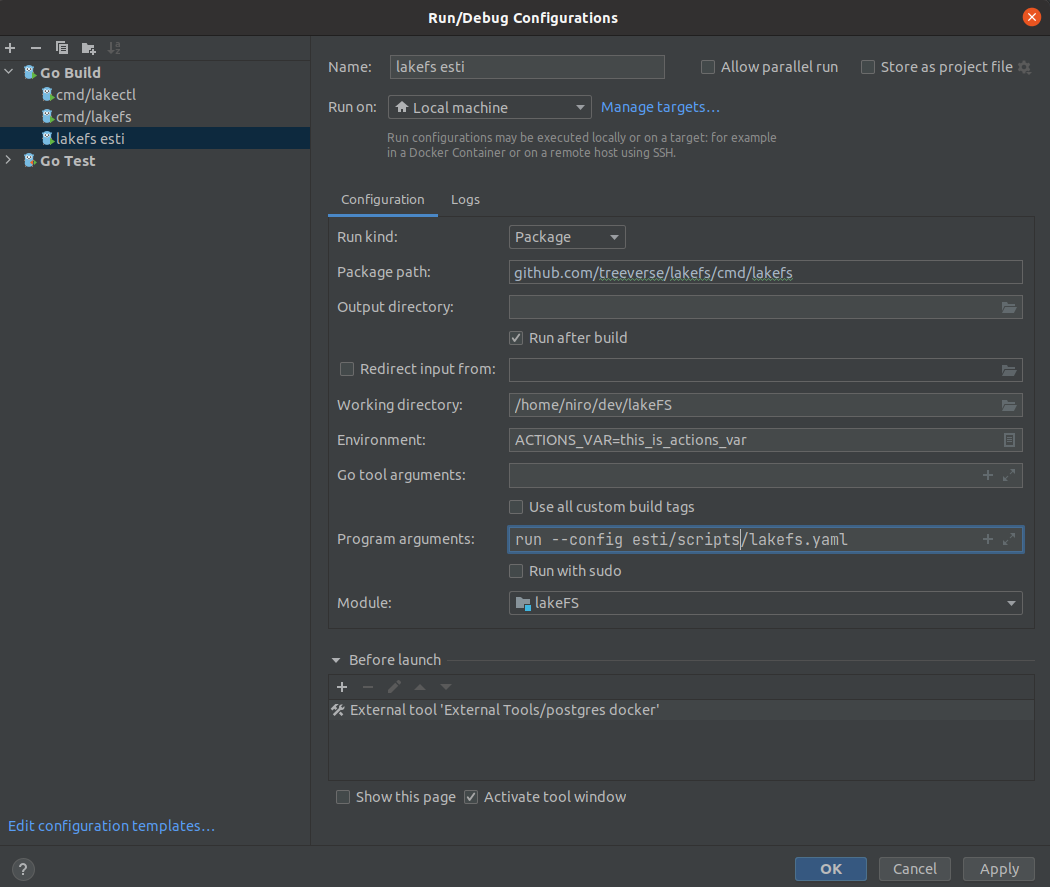 Run/Debug Configurations
Go Build
cmd/lakectl
cmd/lakefs
lakefs esti
Go Test
Edit configuration templates...
Name: lakefs esti Allow parallel run Store as project file
Run on: Local machine Manage targets...
Run configurations may be executed locally or on a target: for example
in a Docker Container or on a remote host using SSH.
Configuration Logs
Run kind: Package
Package path: github.com/treeverse/lakefs/cmd/lakefs
Output directory:
Run after build
Redirect input from:
Working directory: /home/niro/dev/lakeFS
Environment: ACTIONS_VAR=this_is_actions_var
Go tool arguments:
Use all custom build tags
Program arguments: run --config esti/scripts/lakefs.yaml
Run with sudo
Module: lakeFS
Before launch
External tool 'External Tools/postgres docker'
Show this page Activate tool window
? OK Cancel Apply